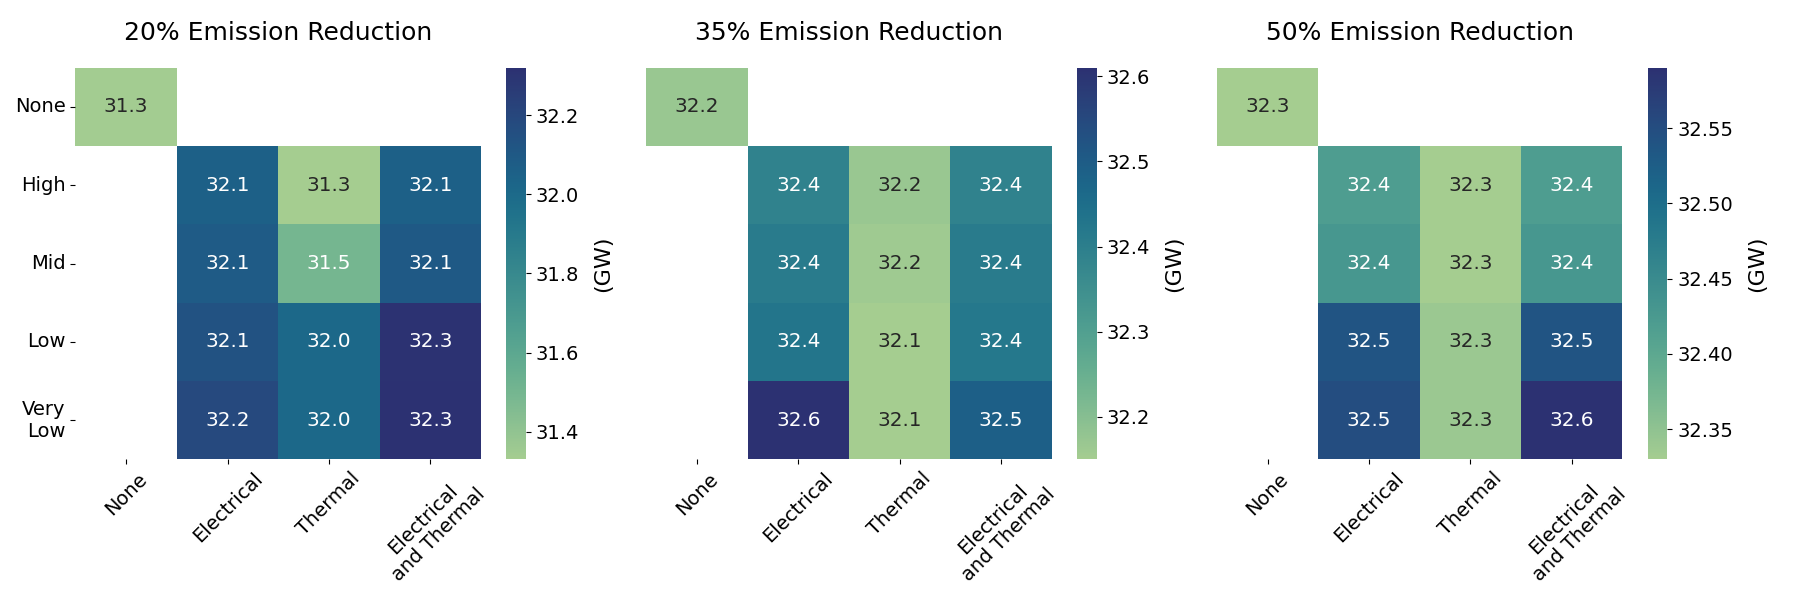 20% Emission Reduction
35% Emission Reduction
50% Emission Reduction
None
High
Mid
Low
Very
Low
31.3
32.1 31.3 32.1
32.1 31.5 32.1
32.1 32.0 32.3
32.2 32.0 32.3
None
Electrical
Thermal
Electrical
and Thermal
32.2
32.0
31.8
31.6
31.4
(GW)
32.2
32.4 32.2 32.4
32.4 32.2 32.4
32.4 32.1 32.4
32.6 32.1 32.5
None
Electrical
Thermal
Electrical
and Thermal
32.6
32.5
32.4
32.3
32.2
(GW)
32.3
32.4 32.3 32.4
32.4 32.3 32.4
32.5 32.3 32.5
32.5 32.3 32.6
None
Electrical
Thermal
Electrical
and Thermal
32.55
32.50
32.45
32.40
32.35
(GW)